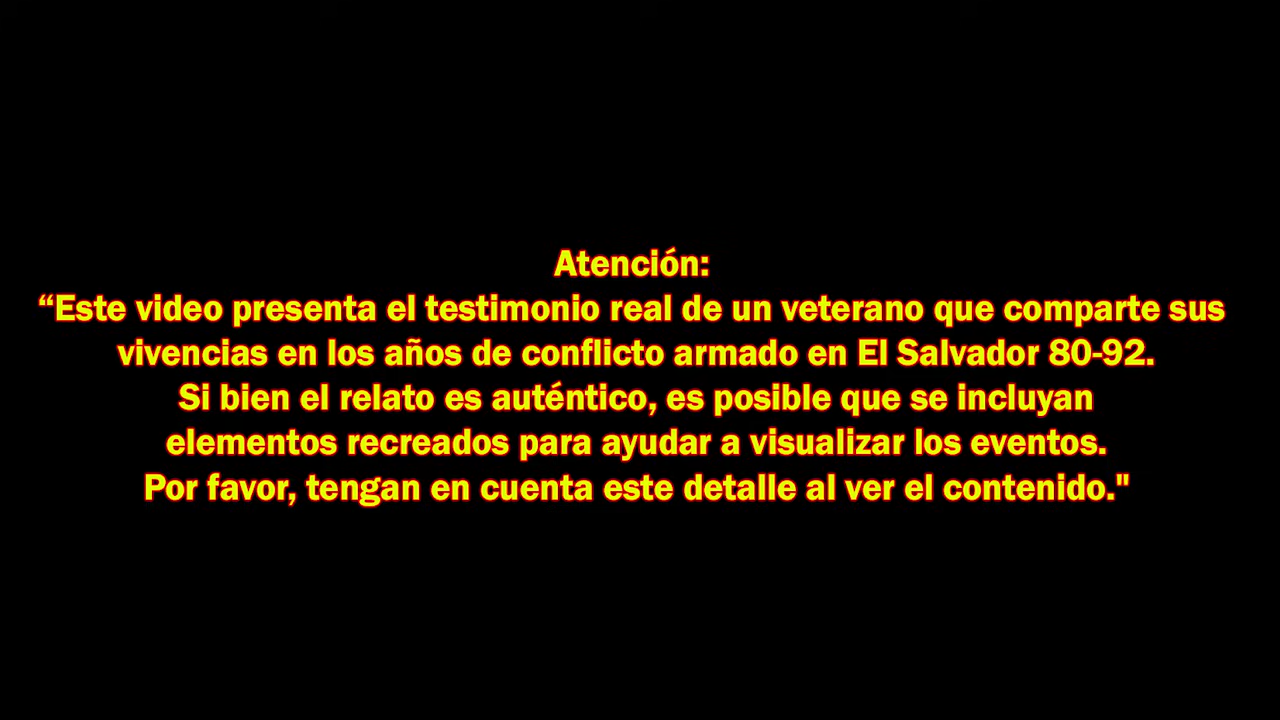 Atención:
“Este video presenta el testimonio real de un veterano que comparte sus
vivencias en los años de conflicto armado en El Salvador 80-92.
Si bien el relato es auténtico, es posible que se incluyan
elementos recreados para ayudar a visualizar los eventos.
Por favor, tengan en cuenta este detalle al ver el contenido."